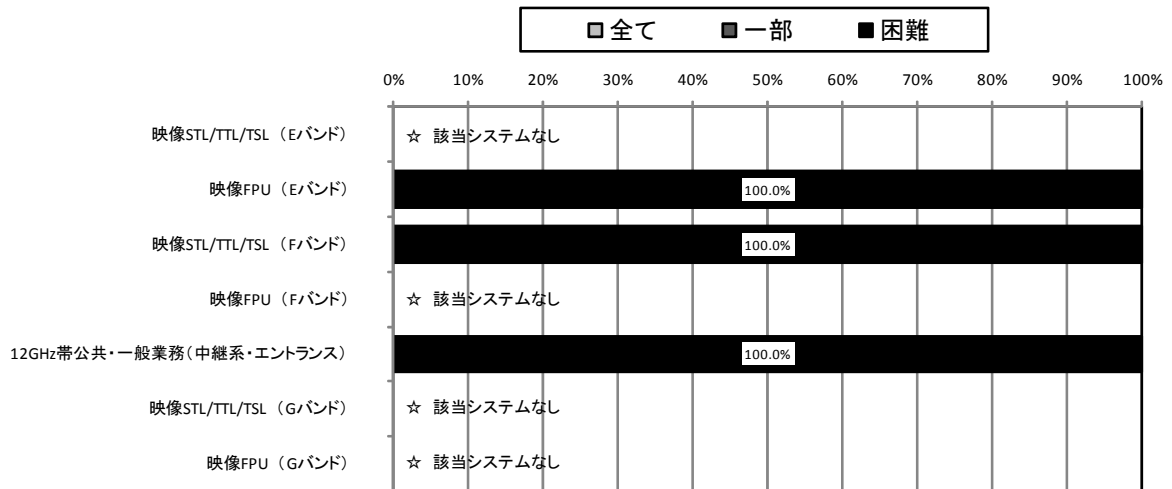 全て 一部 困難
0% 10% 20% 30% 40% 50% 60% 70% 80% 90% 100%
映像STL/TTL/TSL (Eバンド) ☆ 該当システムなし
映像FPU (Eバンド) 100.0%
映像STL/TTL/TSL (Fバンド) 100.0%
映像FPU (Fバンド) ☆ 該当システムなし
12GHz帯公共・一般業務(中継系・エントランス) 100.0%
映像STL/TTL/TSL (Gバンド) ☆ 該当システムなし
映像FPU (Gバンド) ☆ 該当システムなし